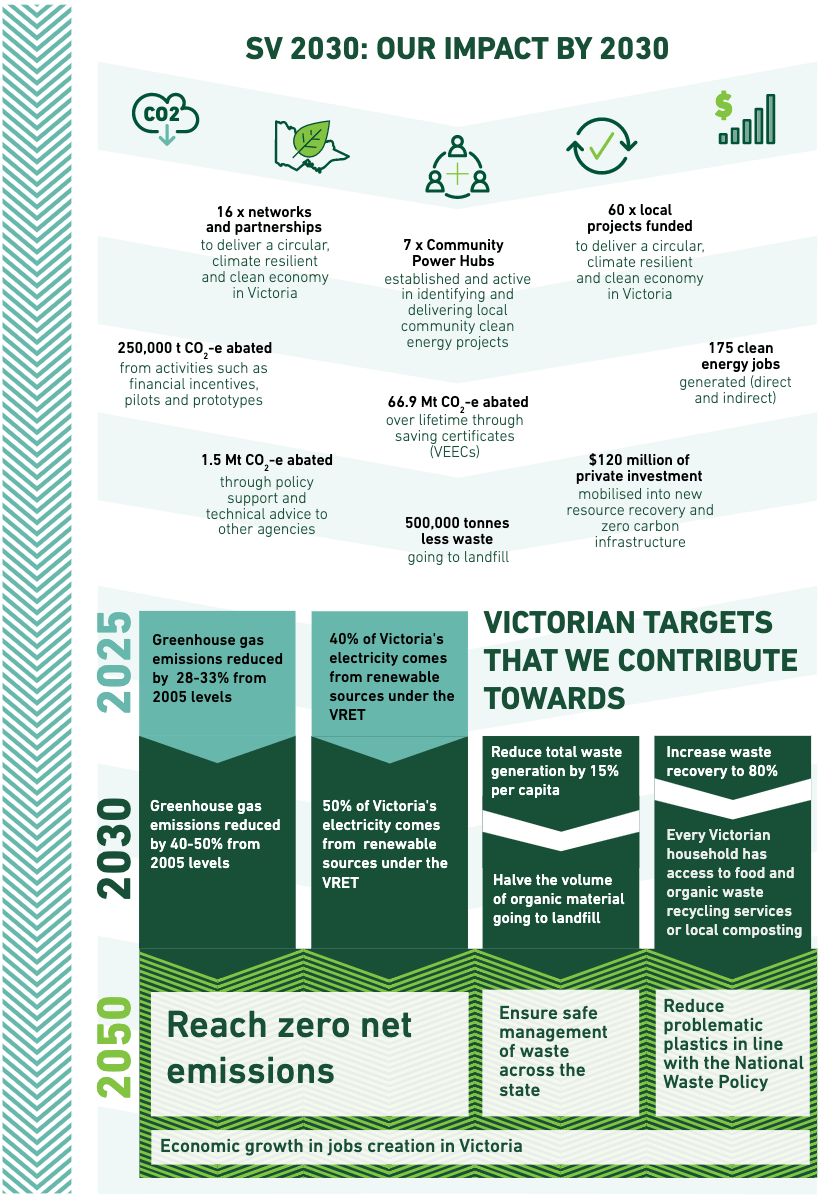 SV 2030: OUR IMPACT BY 2030
CO2
$
16 x networks
and partnerships
to deliver a circular,
climate resilient
and clean economy
in Victoria
7 x Community
Power Hubs
established and active
in identifying and
delivering local
community clean
energy projects
60 x local
projects funded
to deliver a circular,
climate resilient
and clean economy
in Victoria
250,000 t CO2-e abated
from activities such as
financial incentives,
pilots and prototypes
66.9 Mt CO2-e abated
over lifetime through
saving certificates
(VEECs)
175 clean
energy jobs
generated (direct
and indirect)
1.5 Mt CO2-e abated
through policy
support and
technical advice to
other agencies
500,000 tonnes
less waste
going to landfill
$120 million of
private investment
mobilised into new
resource recovery and
zero carbon
infrastructure
VICTORIAN TARGETS
THAT WE CONTRIBUTE
TOWARDS
2025
Greenhouse gas
emissions reduced
by 28-33% from
2005 levels
40% of Victoria's
electricity comes
from renewable
sources under the
VRET
2030
Greenhouse gas
emissions reduced
by 40-50% from
2005 levels
50% of Victoria's
electricity comes
from renewable
sources under the
VRET
Reduce total waste
generation by 15%
per capita
Halve the volume
of organic material
going to landfill
Increase waste
recovery to 80%
Every Victorian
household has
access to food and
organic waste
recycling services
or local composting
2050
Reach zero net
emissions
Ensure safe
management
of waste
across the
state
Reduce
problematic
plastics in line
with the National
Waste Policy
Economic growth in jobs creation in Victoria